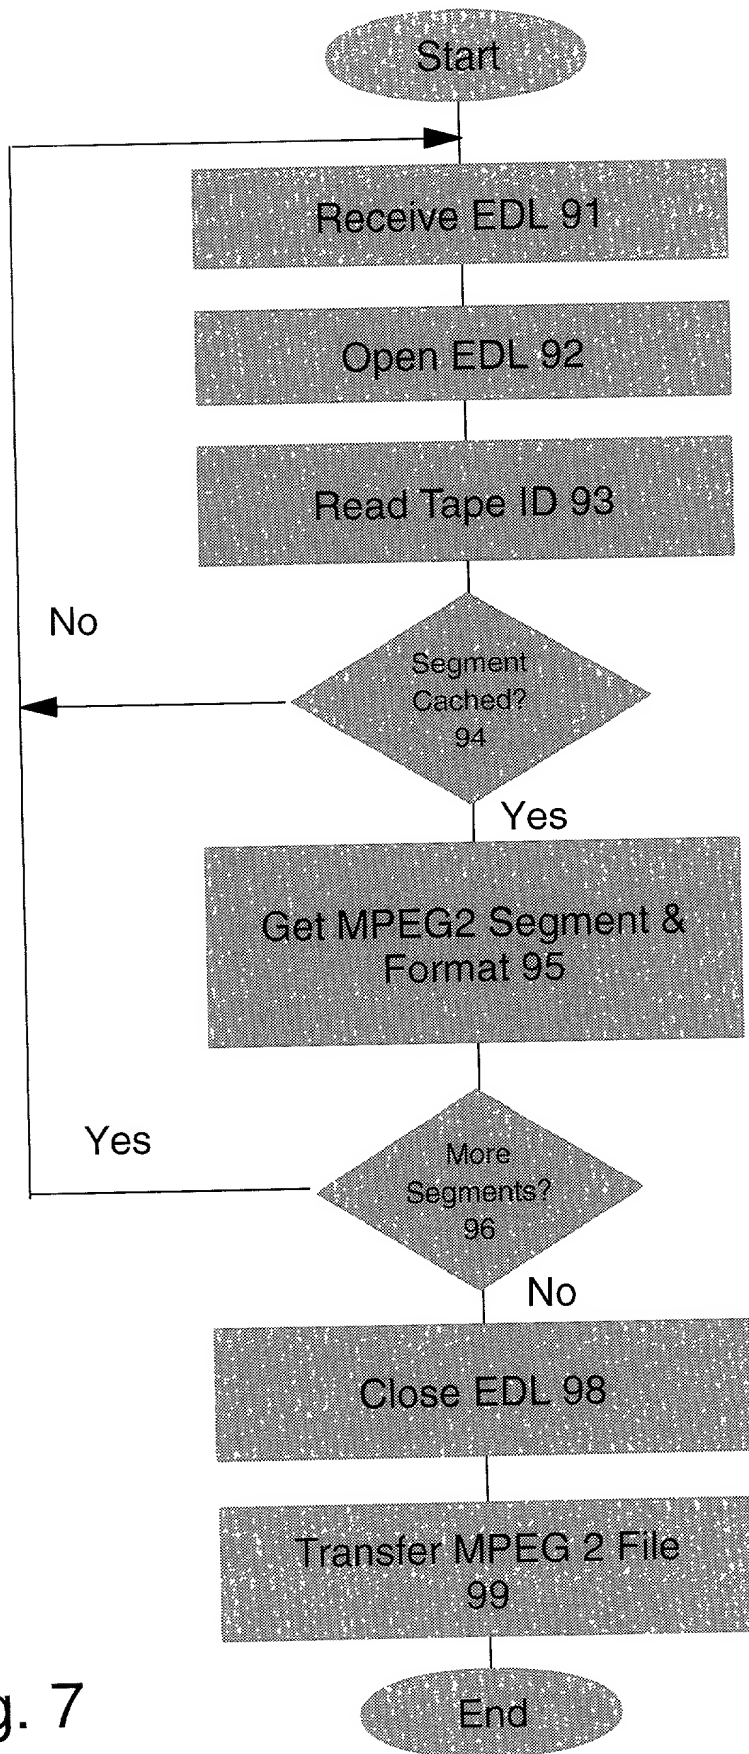 Start
Receive EDL 91
Open EDL 92
Read Tape ID 93
No
Segment
Cached?
94
Yes
Get MPEG2 Segment &
Format 95
Yes
More
Segments?
96
No
Close EDL 98
Transfer MPEG 2 File
99
End
g. 7